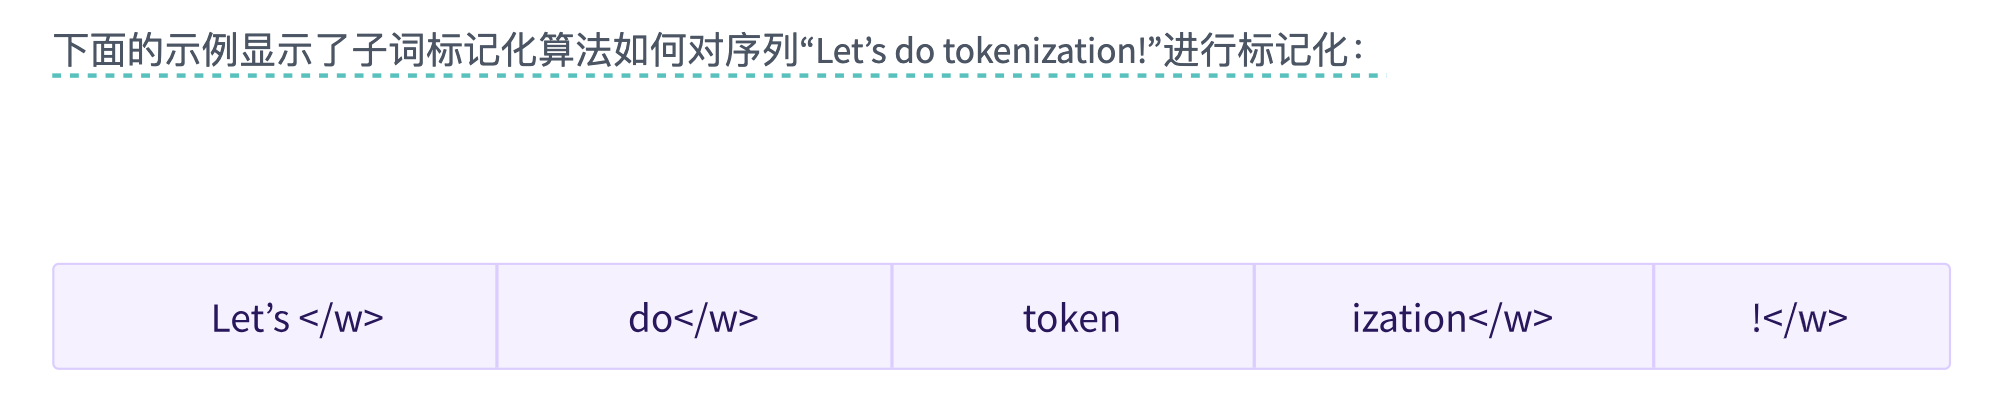 下面的示例显示了子词标记化算法如何对序列“Let’s do tokenization!”进行标记化：
Let’s </w> do</w> token ization</w> !</w>